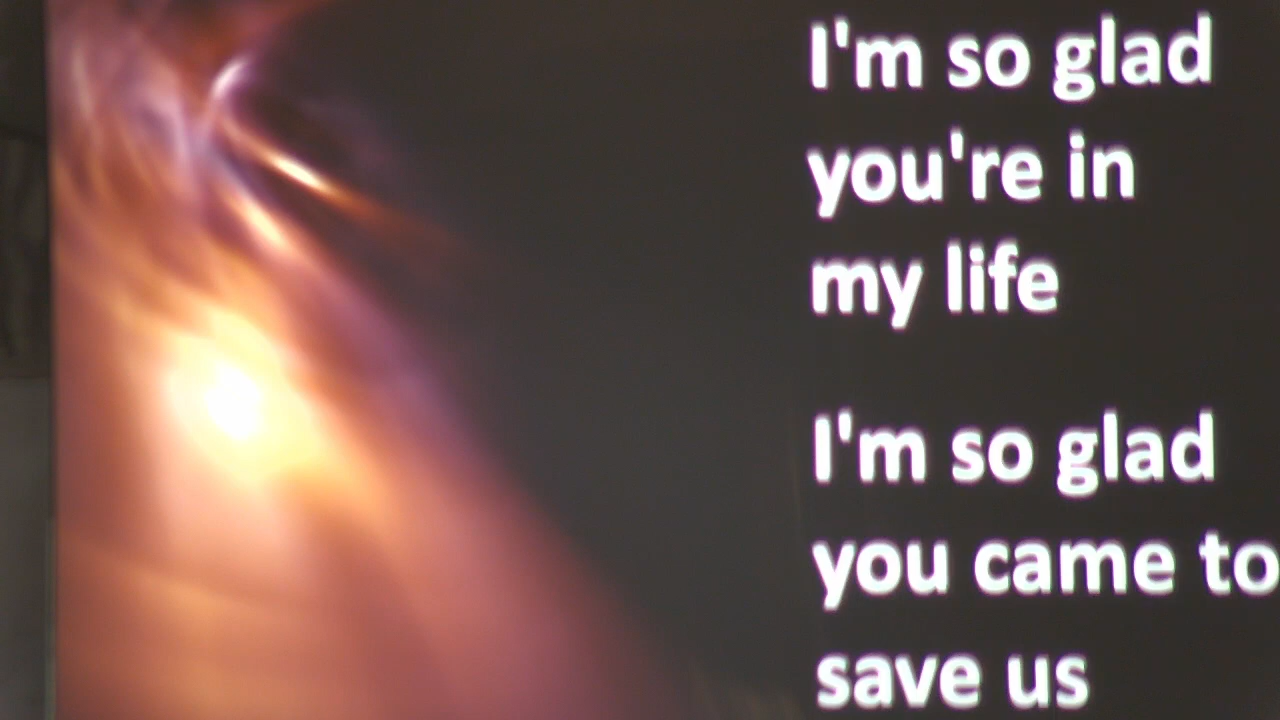 I'm so glad
you're in
my life
I'm so glad
you came to
save us